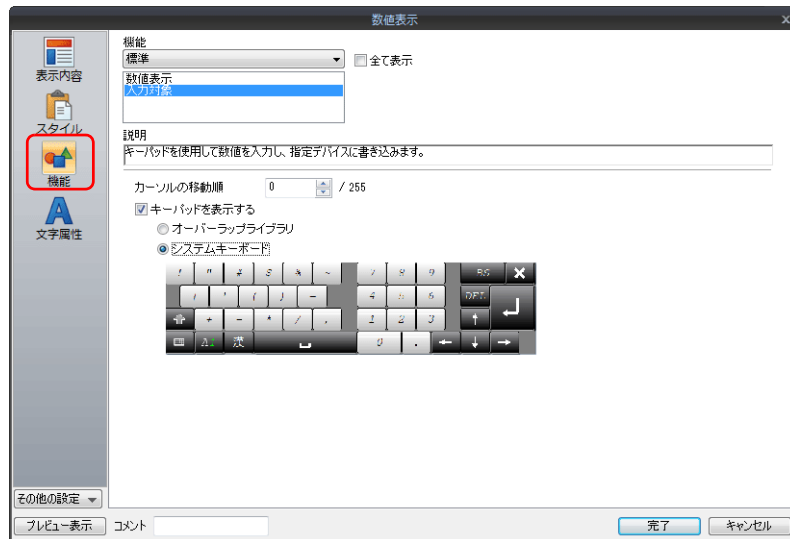 数値表示
x
表示内容
スタイル
機能
文字属性
機能
標準
全て表示
数値表示
入力対象
説明
キーパッドを使用して数値を入力し、指定デバイスに書き込みます。
カーソルの移動順 0 / 255
キーパッドを表示する
オーバーラップライブラリ
システムキーボード
! " # $ % ~ 7 8 9 BS
( ) - 4 5 6 DEL
+ - * / , 1 2 3
A1 漢 0 .
その他の設定
プレビュー表示 コメント 完了 キャンセル